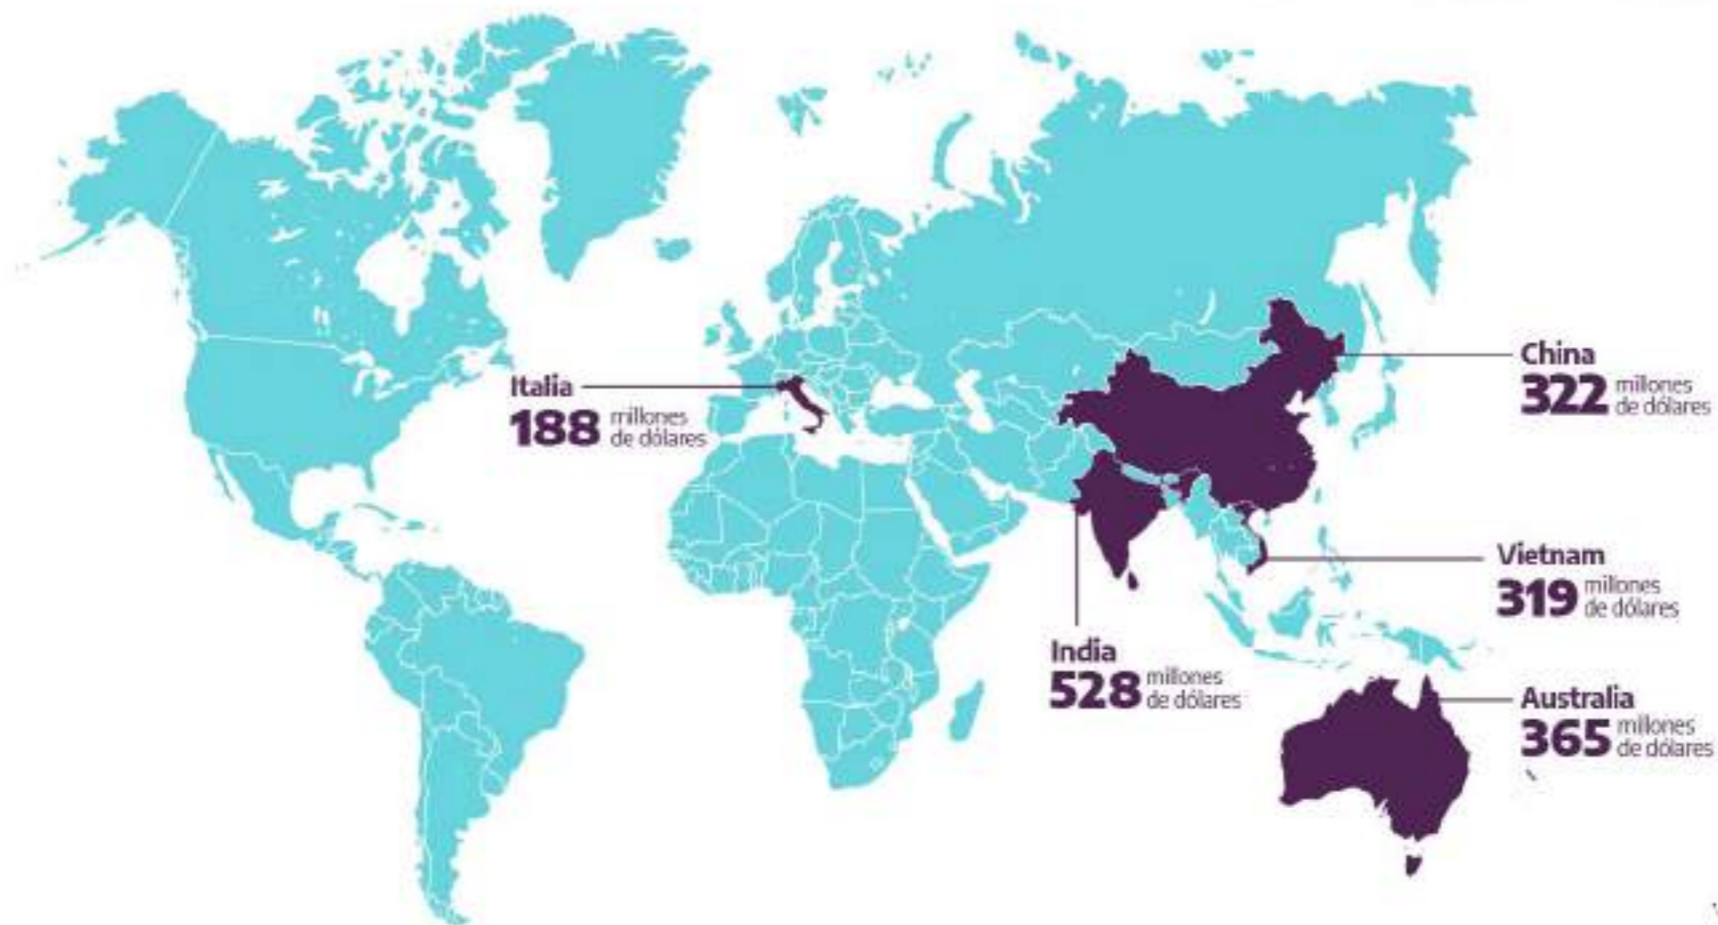 Italia
188 millones
de dólares
China
322 millones
de dólares
Vietnam
319 millones
de dólares
India
528 millones
de dólares
Australia
365 millones
de dólares